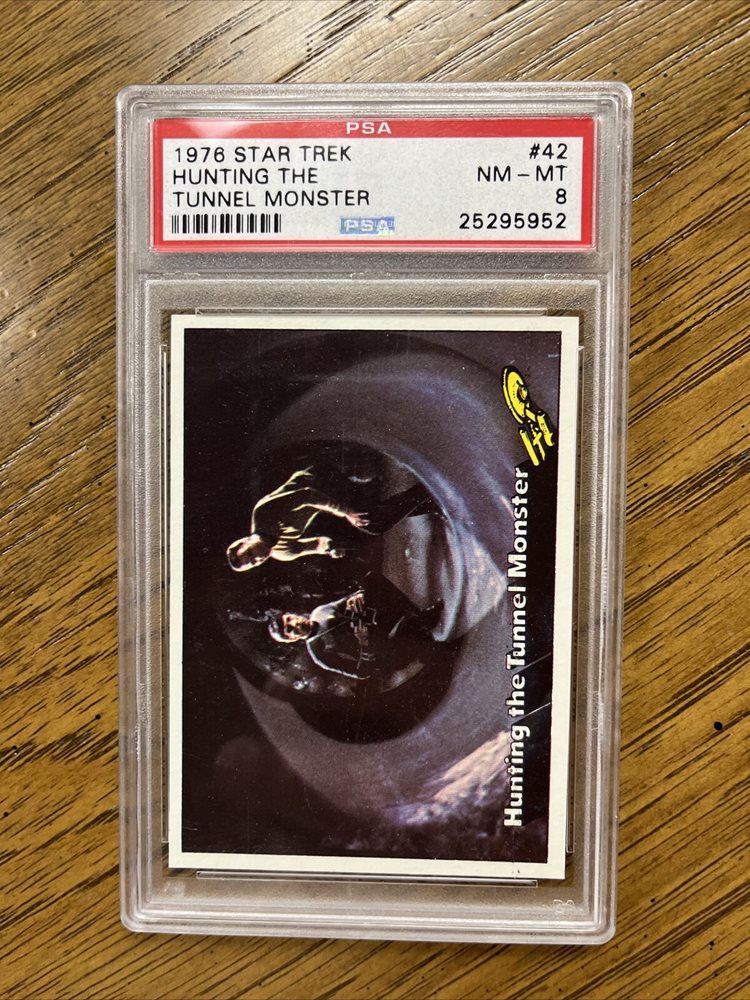 PSA
1976 STAR TREK #42
HUNTING THE NM - MT
TUNNEL MONSTER 8
PSA 25295952
Hunting the Tunnel Monster